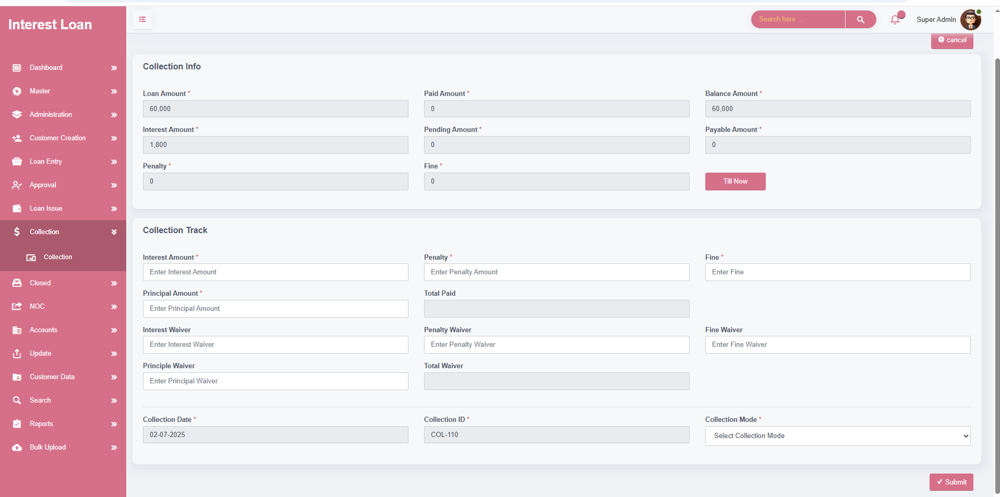 Interest Loan
Search here ...
Super Admin
cancel
Dashboard
Master
Administration
Customer Creation
Loan Entry
Approval
Loan Issue
Collection
Collection
Closed
NOC
Accounts
Update
Customer Data
Search
Reports
Bulk Upload
Collection Info
Loan Amount * Paid Amount * Balance Amount *
60,000 0 60,000
Interest Amount * Pending Amount * Payable Amount *
1,800 0 0
Penalty * Fine *
0 0 Till Now
Collection Track
Interest Amount * Penalty * Fine *
Enter Interest Amount Enter Penalty Amount Enter Fine
Principal Amount * Total Paid
Enter Principal Amount
Interest Waiver Penalty Waiver Fine Waiver
Enter Interest Waiver Enter Penalty Waiver Enter Fine Waiver
Principle Waiver Total Waiver
Enter Principal Waiver
Collection Date * Collection ID * Collection Mode *
02-07-2025 COL-110 Select Collection Mode
Submit